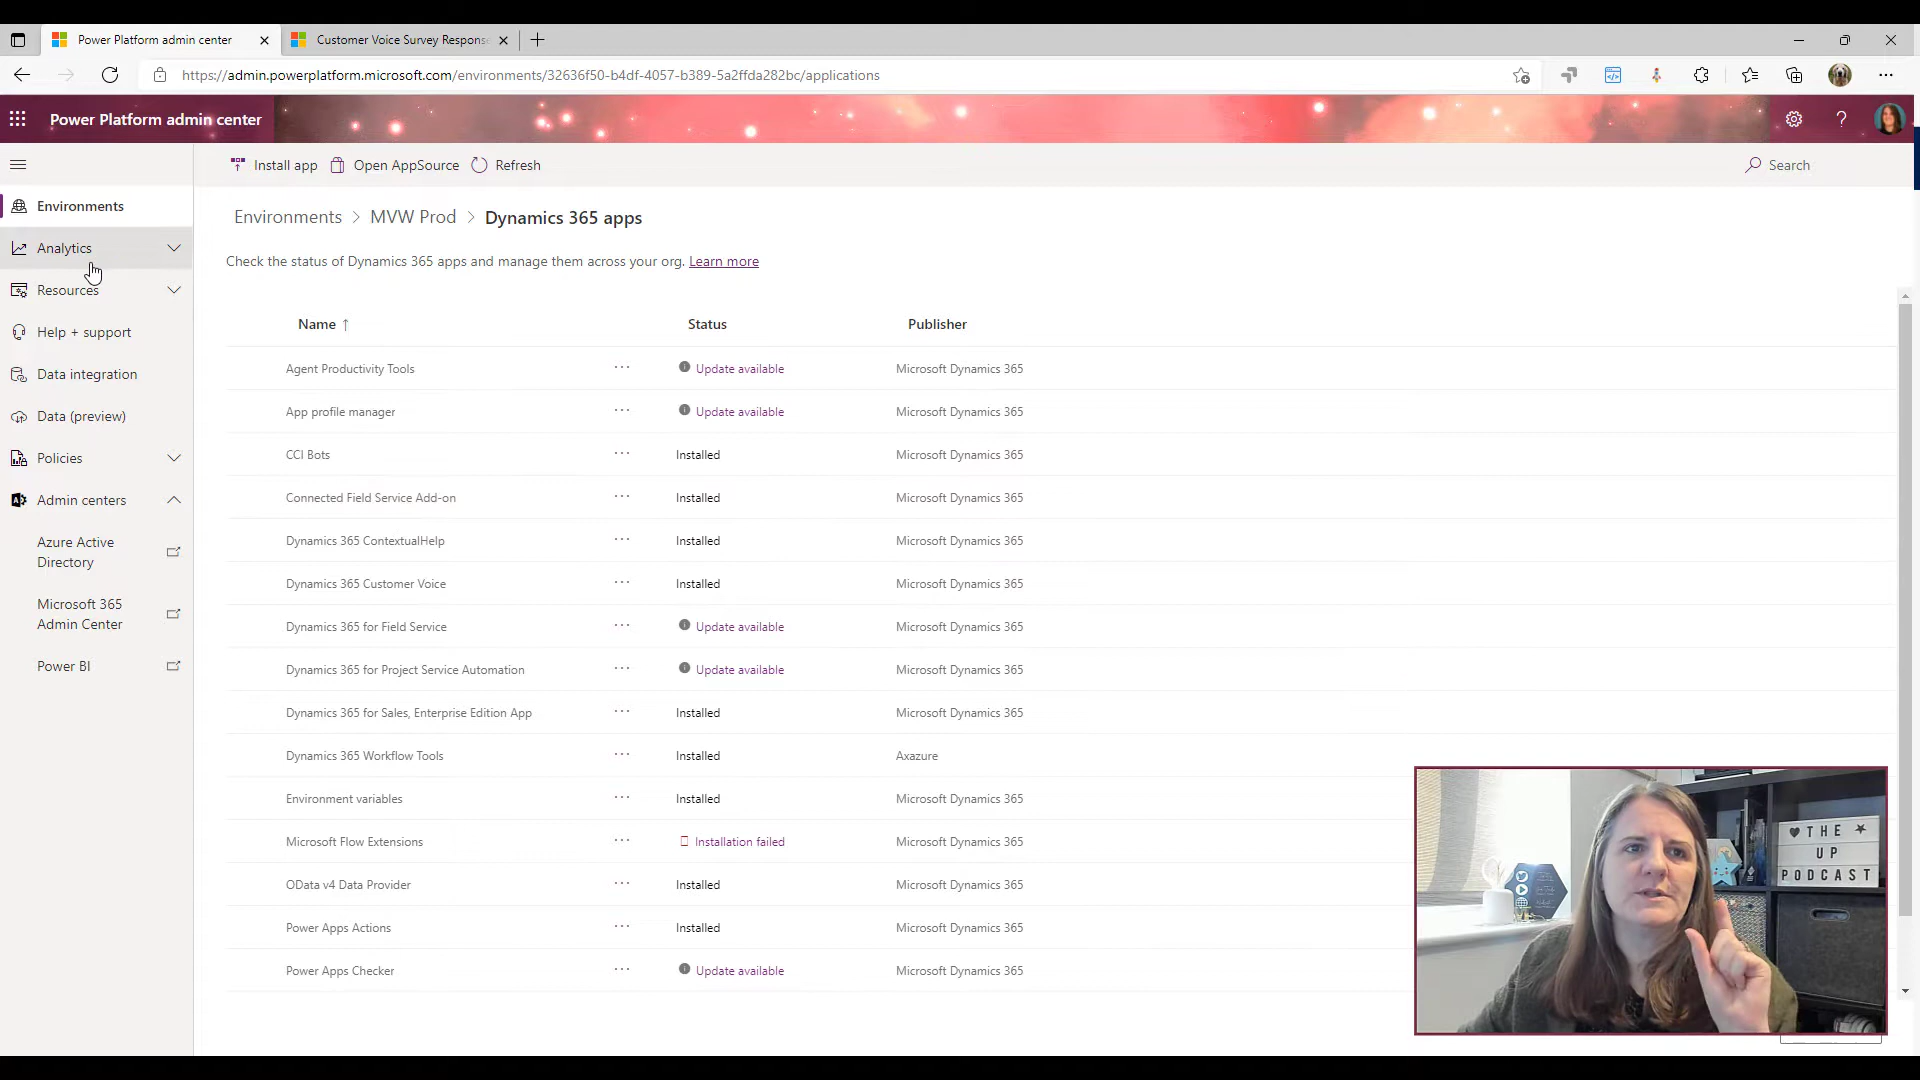 Power Platform admin center
Customer Voice Survey Respons
https://admin.powerplatform.microsoft.com/environments/32636f50-b4df-4057-b389-5a2ffda282bc/applications
Power Platform admin center
Install app
Open AppSource
Refresh
Search
Environments
Analytics
Resources
Help + support
Data integration
Data (preview)
Policies
Admin centers
Azure Active
Directory
Microsoft 365
Admin Center
Power BI
Environments > MVW Prod > Dynamics 365 apps
Check the status of Dynamics 365 apps and manage them across your org. Learn more
Name ↑ Status Publisher
Agent Productivity Tools ... Update available Microsoft Dynamics 365
App profile manager ... Update available Microsoft Dynamics 365
CCI Bots ... Installed Microsoft Dynamics 365
Connected Field Service Add-on ... Installed Microsoft Dynamics 365
Dynamics 365 ContextualHelp ... Installed Microsoft Dynamics 365
Dynamics 365 Customer Voice ... Installed Microsoft Dynamics 365
Dynamics 365 for Field Service ... Update available Microsoft Dynamics 365
Dynamics 365 for Project Service Automation ... Update available Microsoft Dynamics 365
Dynamics 365 for Sales, Enterprise Edition App ... Installed Microsoft Dynamics 365
Dynamics 365 Workflow Tools ... Installed Axazure
Environment variables ... Installed Microsoft Dynamics 365
Microsoft Flow Extensions ... Installation failed Microsoft Dynamics 365
OData v4 Data Provider ... Installed Microsoft Dynamics 365
Power Apps Actions ... Installed Microsoft Dynamics 365
Power Apps Checker ... Update available Microsoft Dynamics 365
♥ THE ★
UP
PODCAST